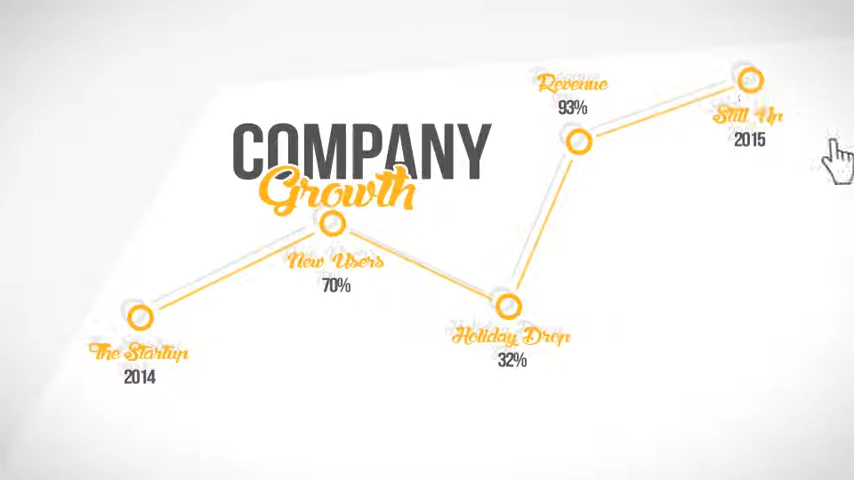 COMPANY
Growth
The Startup
2014
New Users
70%
Holiday Drop
32%
Revenue
93%
Still Up
2015